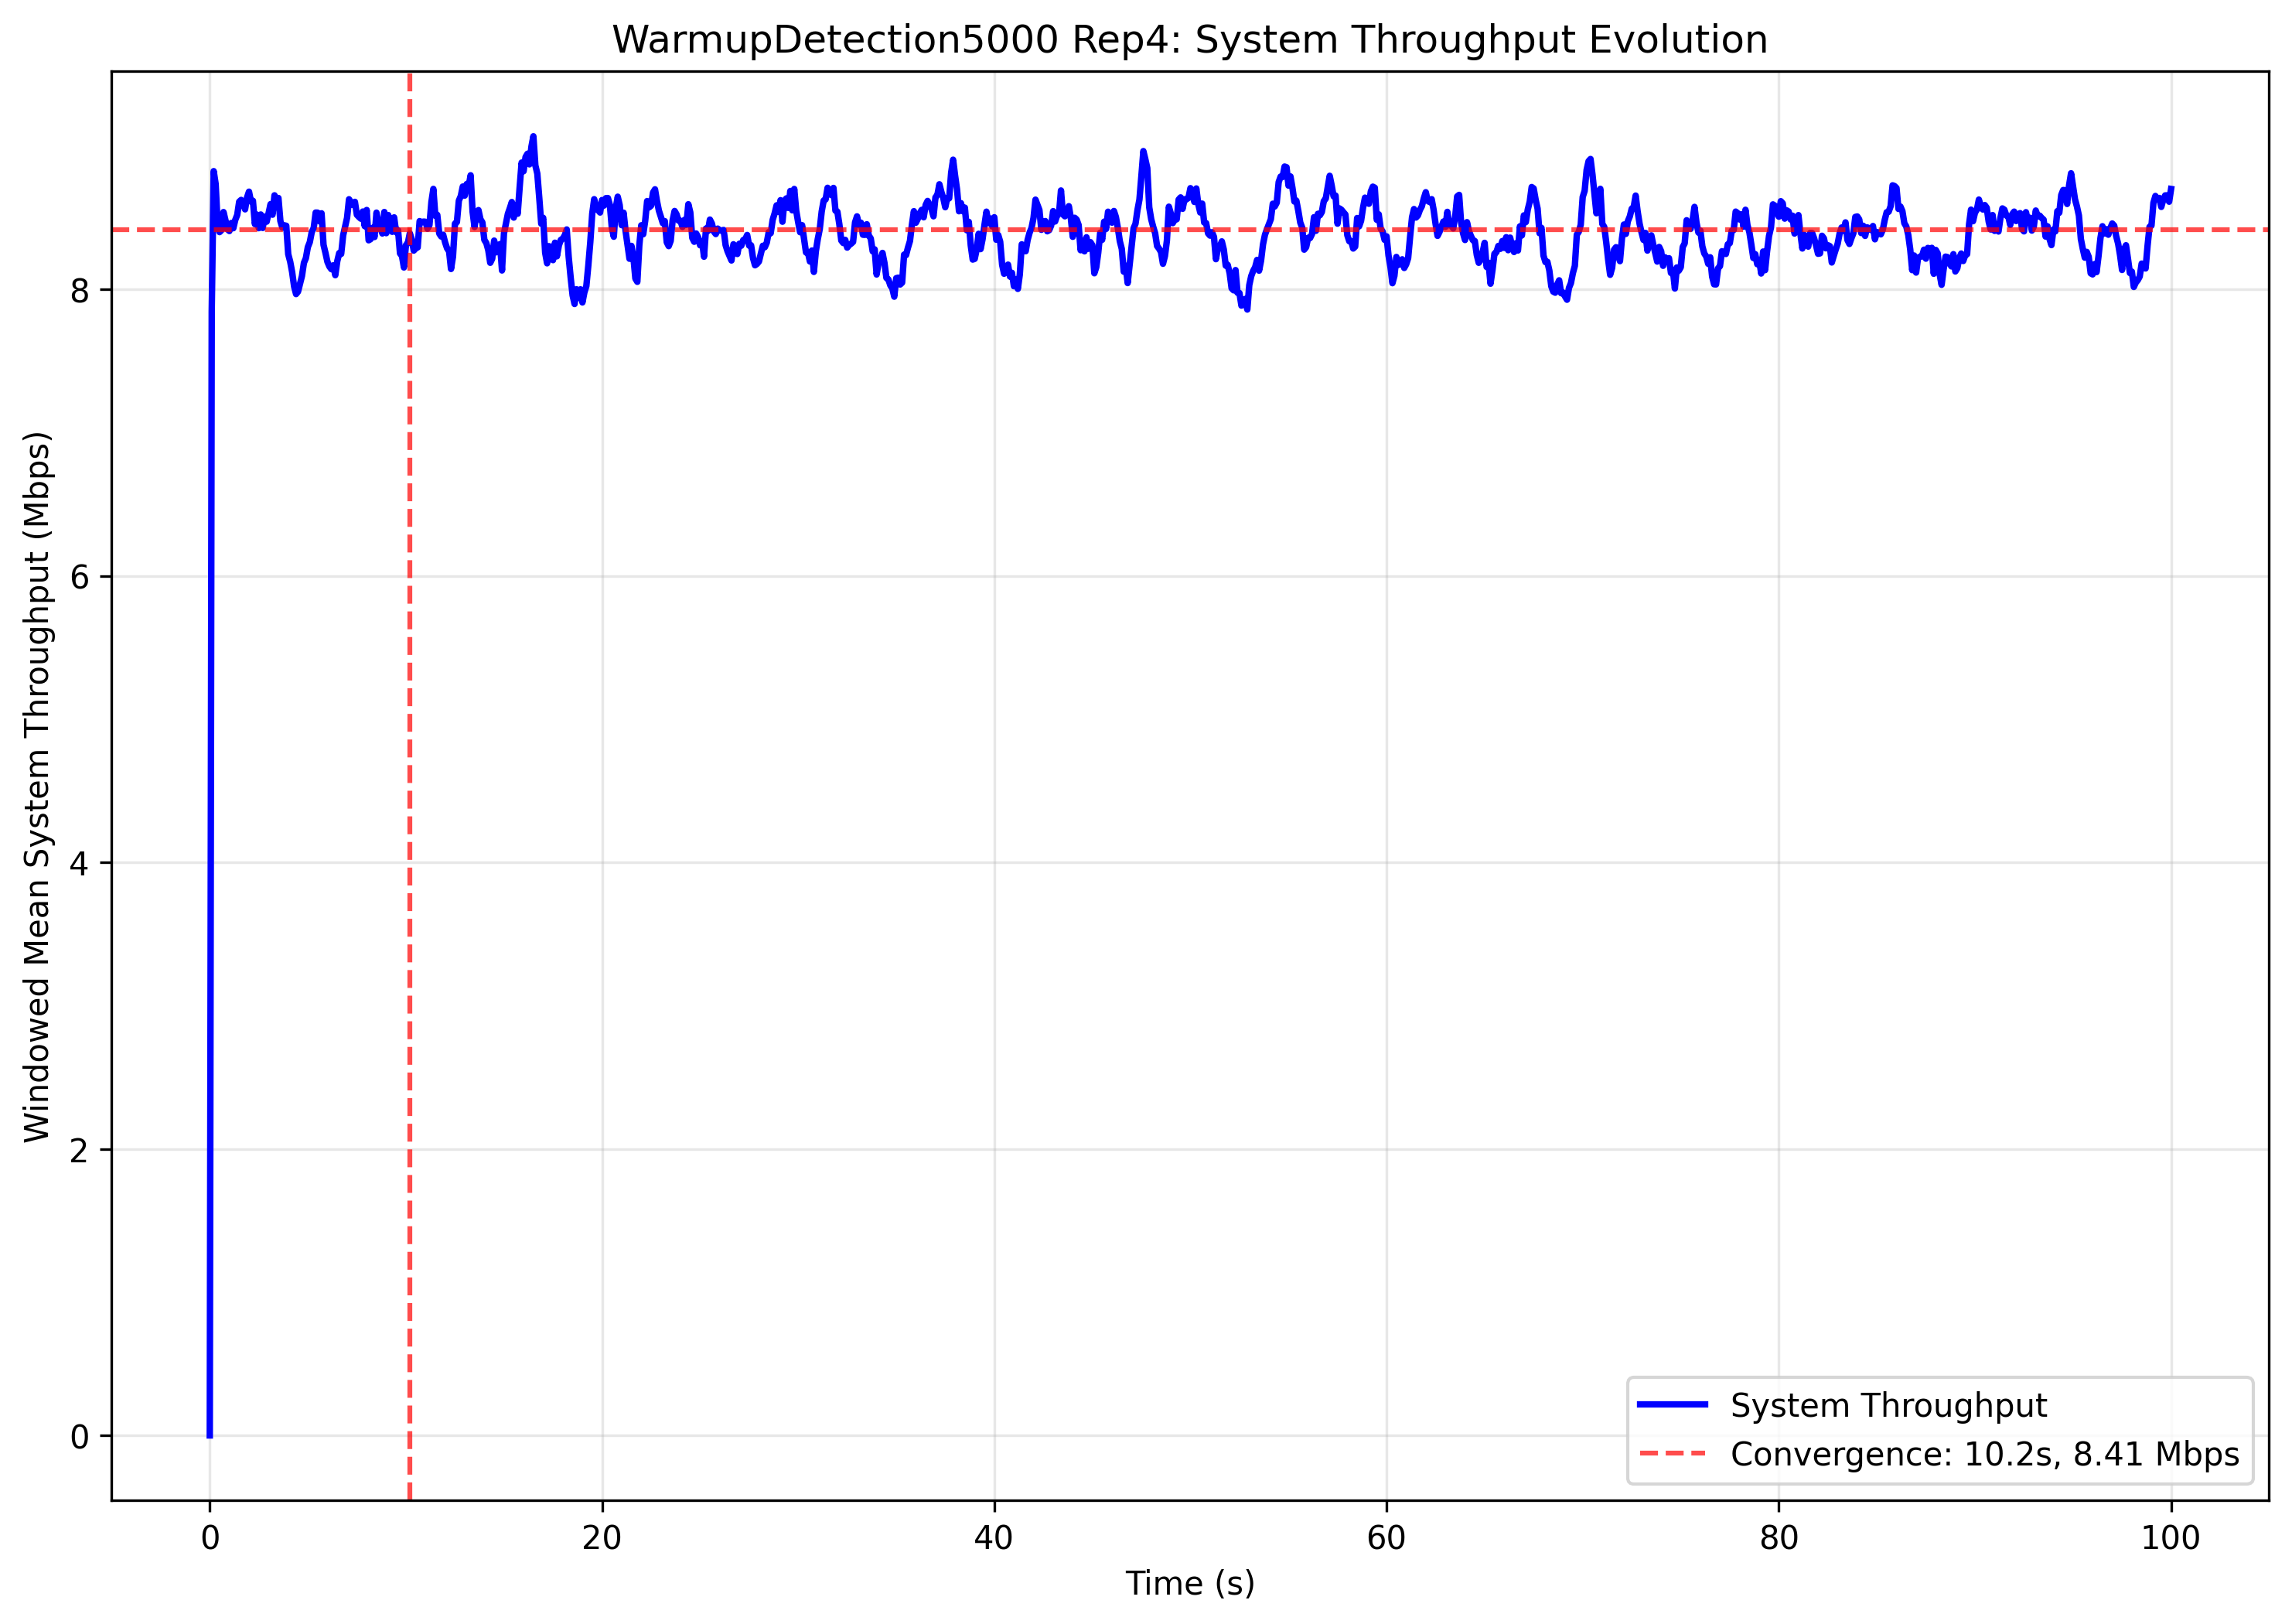 WarmupDetection5000 Rep4: System Throughput Evolution
Windowed Mean System Throughput (Mbps)
8
6
4
2
0
System Throughput
Convergence: 10.2s, 8.41 Mbps
0 20 40 60 80 100
Time (s)